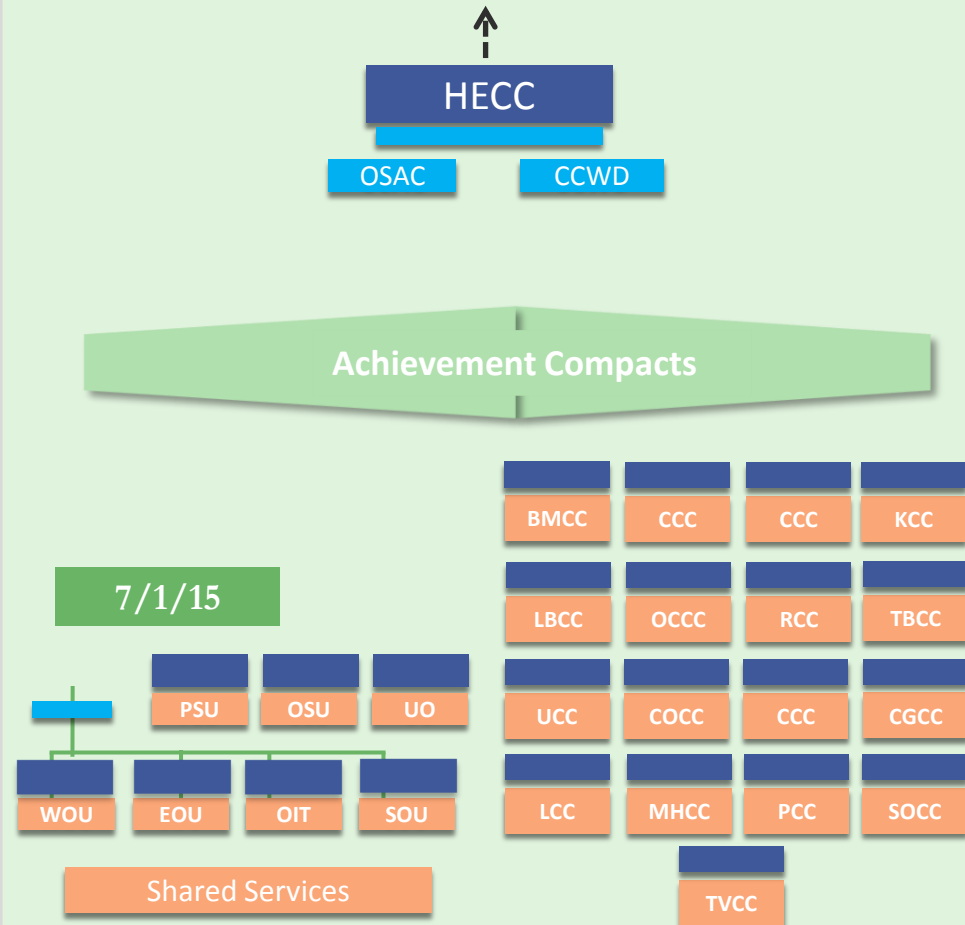 HECC
OSAC CCWD
Achievement Compacts
BMCC CCC CCC KCC
7/1/15
LBCC OCCC RCC TBCC
PSU OSU UO
UCC COCC CCC CGCC
WOU EOU OIT SOU
LCC MHCC PCC SOCC
Shared Services
TVCC